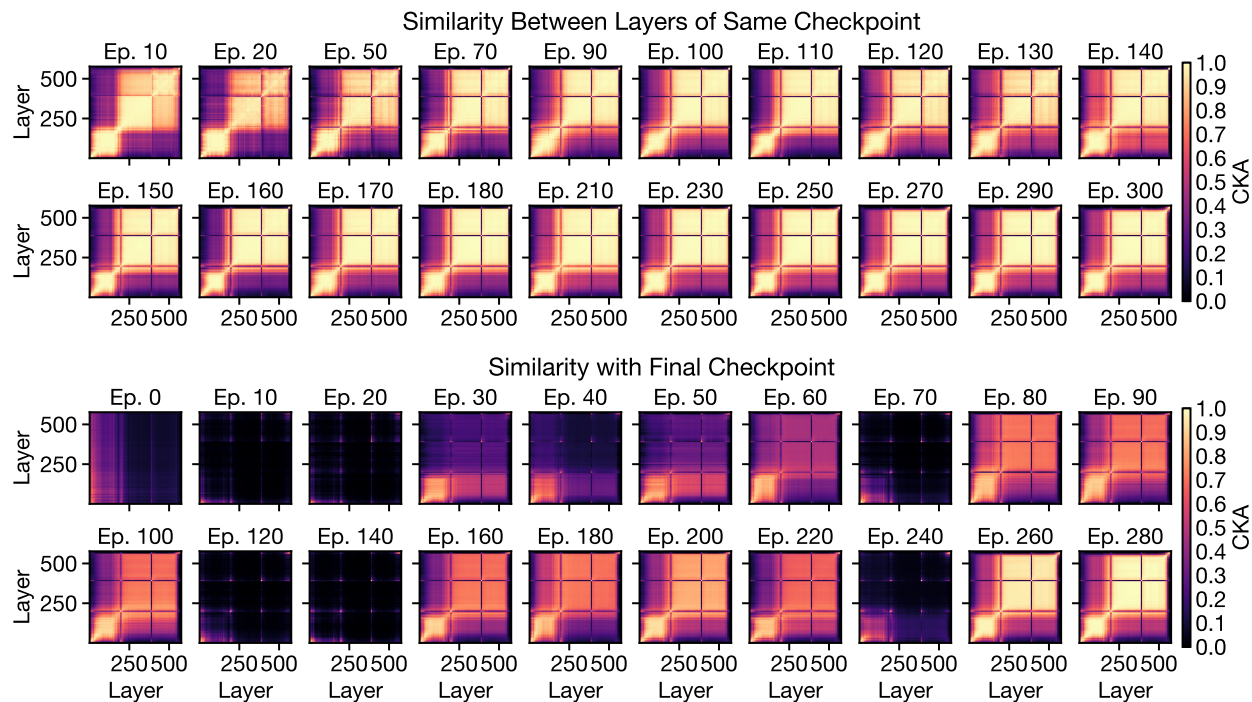 Similarity Between Layers of Same Checkpoint
Ep. 10 Ep. 20 Ep. 50 Ep. 70 Ep. 90 Ep. 100 Ep. 110 Ep. 120 Ep. 130 Ep. 140
Layer
500
250
Ep. 150 Ep. 160 Ep. 170 Ep. 180 Ep. 210 Ep. 230 Ep. 250 Ep. 270 Ep. 290 Ep. 300
Layer
500
250
250 500 250 500 250 500 250 500 250 500 250 500 250 500 250 500 250 500 250 500
1.0
0.9
0.8
0.7
0.6
0.5
0.4
0.3
0.2
0.1
0.0
CKA
Similarity with Final Checkpoint
Ep. 0 Ep. 10 Ep. 20 Ep. 30 Ep. 40 Ep. 50 Ep. 60 Ep. 70 Ep. 80 Ep. 90
Layer
500
250
Ep. 100 Ep. 120 Ep. 140 Ep. 160 Ep. 180 Ep. 200 Ep. 220 Ep. 240 Ep. 260 Ep. 280
Layer
500
250
250 500 250 500 250 500 250 500 250 500 250 500 250 500 250 500 250 500 250 500
Layer Layer Layer Layer Layer Layer Layer Layer Layer Layer
1.0
0.9
0.8
0.7
0.6
0.5
0.4
0.3
0.2
0.1
0.0
CKA